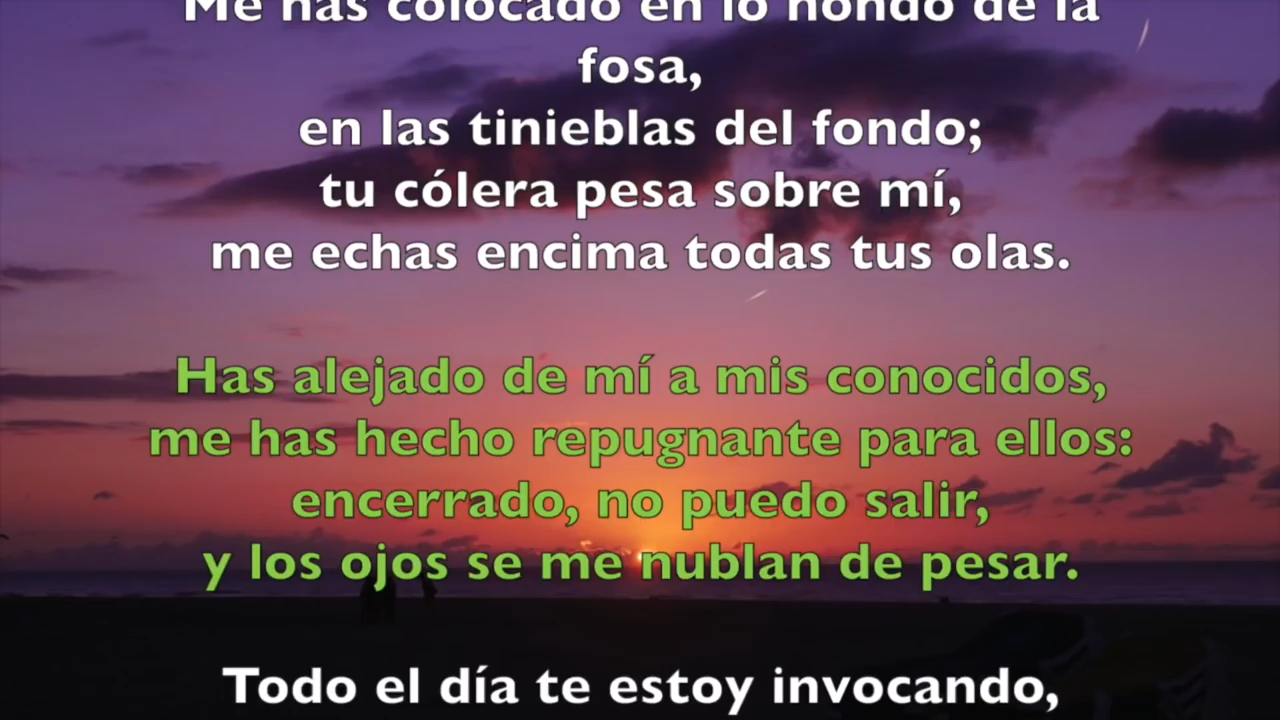 Me has colocado en lo hondo de la
fosa,
en las tinieblas del fondo;
tu cólera pesa sobre mí,
me echas encima todas tus olas.
Has alejado de mí a mis conocidos,
me has hecho repugnante para ellos:
encerrado, no puedo salir,
y los ojos se me nublan de pesar.
Todo el día te estoy invocando,